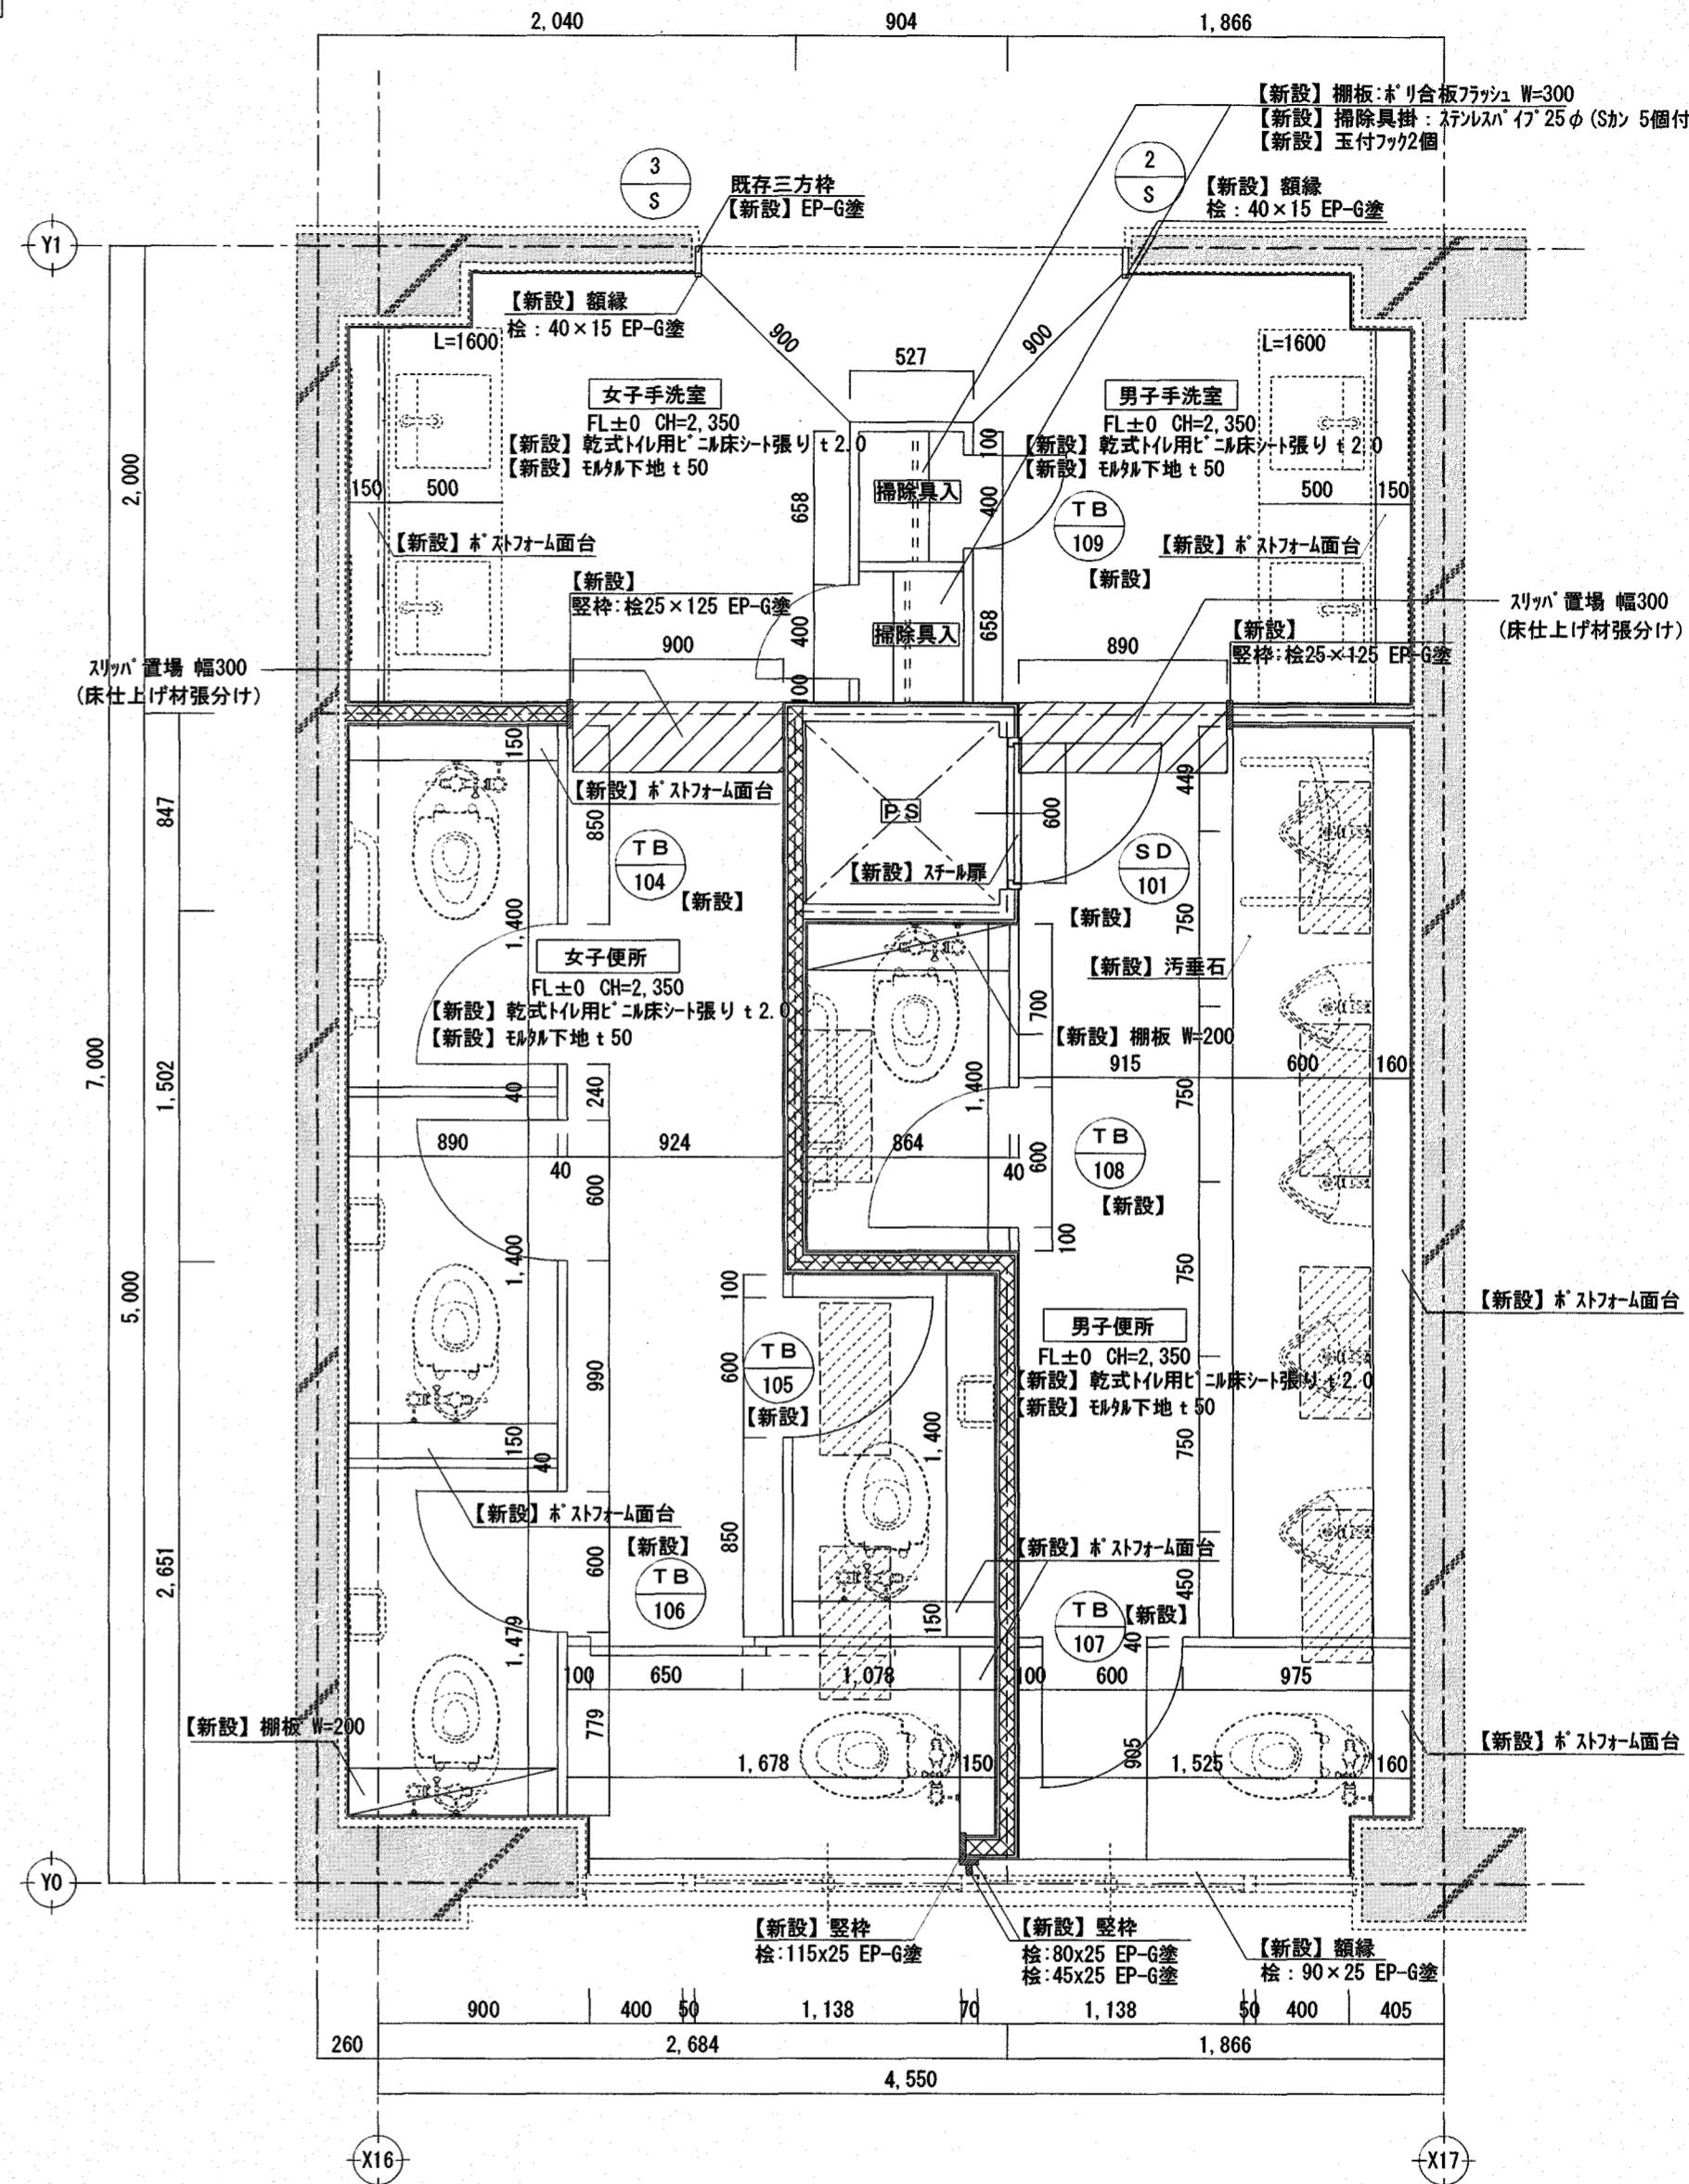 2,040
904
1,866
【新設】棚板:ポリ合板フラッシュ W=300
【新設】掃除具掛：ステンレスパイプ25φ(Sカン 5個付
【新設】玉付フック2個
3
S
既存三方枠
【新設】EP-G塗
2
S
【新設】額縁
桧：40×15 EP-G塗
Y1
【新設】額縁
桧：40×15 EP-G塗
L=1600
900
527
900
L=1600
女子手洗室
FL±0 CH=2,350
【新設】乾式トイレ用ビニル床シート張り t2.0
【新設】モルタル下地 t50
男子手洗室
FL±0 CH=2,350
【新設】乾式トイレ用ビニル床シート張り t2.0
【新設】モルタル下地 t50
2,000
150
500
658
掃除具入
100
400
TB
109
【新設】
500
150
【新設】ポストフォーム面台
【新設】ポストフォーム面台
【新設】
竪枠:桧25×125 EP-G塗
900
400
100
掃除具入
658
890
【新設】
竪枠:桧25×125 EP-G塗
スリッパ置場 幅300
(床仕上げ材張分け)
スリッパ置場 幅300
(床仕上げ材張分け)
150
【新設】ポストフォーム面台
847
850
TB
104
【新設】
PS
【新設】スチール扉
600
449
SD
101
【新設】
750
【新設】汚垂石
1,400
女子便所
FL±0 CH=2,350
【新設】乾式トイレ用ビニル床シート張り t2.0
【新設】モルタル下地 t50
700
【新設】棚板 W=200
915
600
160
7,000
1,502
40
240
1,400
750
890
40
924
864
40
600
TB
108
【新設】
600
100
1,400
750
5,000
100
【新設】ポストフォーム面台
男子便所
FL±0 CH=2,350
【新設】乾式トイレ用ビニル床シート張り t2.0
【新設】モルタル下地 t50
990
600
TB
105
【新設】
1,400
750
150
40
【新設】ポストフォーム面台
2,651
850
【新設】
TB
106
600
【新設】ポストフォーム面台
450
150
TB
107
【新設】
40
1,479
100
650
1,078
100
600
975
【新設】棚板 W=200
779
1,678
150
905
1,525
160
【新設】ポストフォーム面台
Y0
【新設】竪枠
桧:115x25 EP-G塗
【新設】竪枠
桧:80x25 EP-G塗
桧:45x25 EP-G塗
【新設】額縁
桧：90×25 EP-G塗
900
400
50
1,138
70
1,138
50
400
405
260
2,684
1,866
4,550
X16
X17